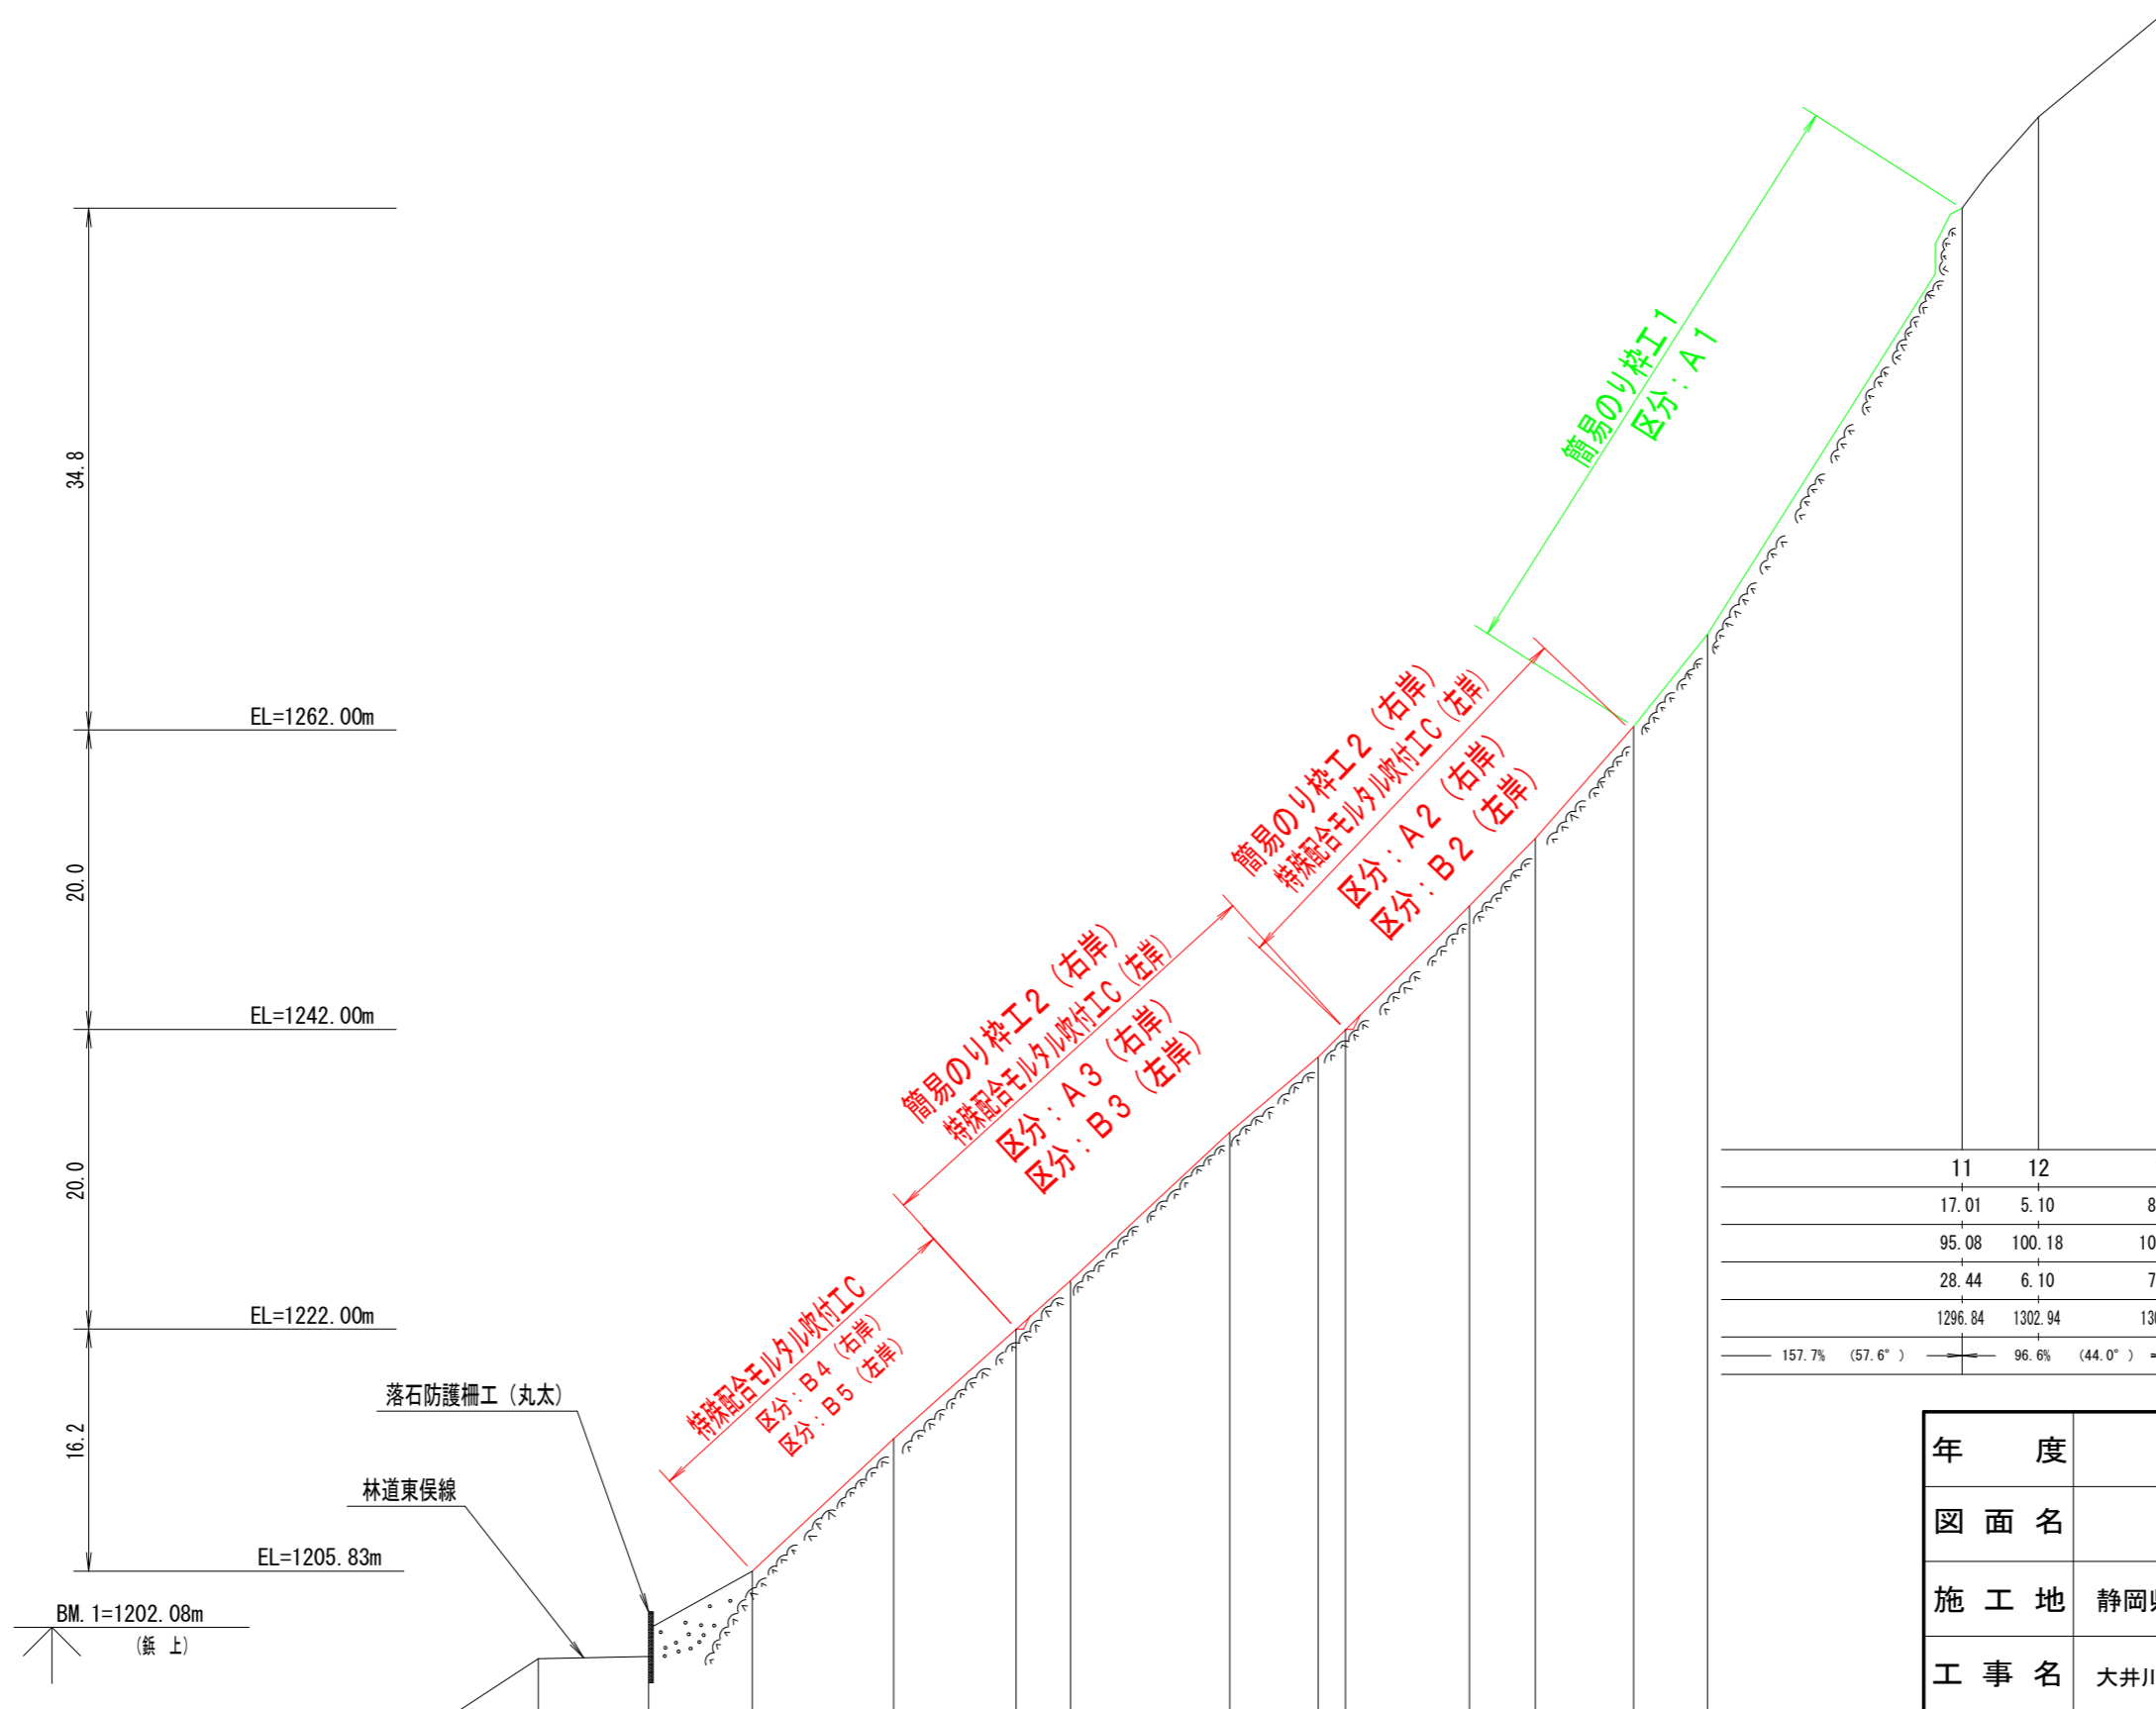 34.8
EL=1262.00m
20.0
EL=1242.00m
20.0
EL=1222.00m
16.2
EL=1205.83m
BM.1=1202.08m
(鋲 上)
落石防護柵工（丸太）
林道東俣線
簡易のり枠工1
区分：A1
簡易のり枠工2（右岸）
特殊配合モルタル吹付工C（左岸）
区分：A2（右岸）
区分：B2（左岸）
簡易のり枠工2（右岸）
特殊配合モルタル吹付工C（左岸）
区分：A3（右岸）
区分：B3（左岸）
特殊配合モルタル吹付工C
区分：B4（右岸）
区分：B5（左岸）
11 12
17.01 5.10 8
95.08 100.18 10
28.44 6.10 7
1296.84 1302.94
157.7% (57.6°) 96.6% (44.0°)
年 度
図 面 名
施 工 地 静岡
工 事 名 大井川